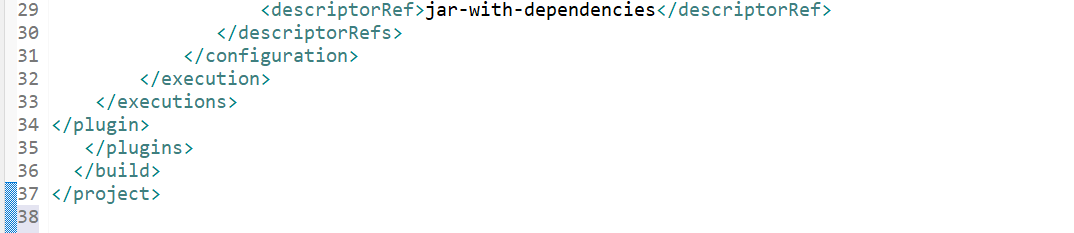 29 <descriptorRef>jar-with-dependencies</descriptorRef>
30 </descriptorRefs>
31 </configuration>
32 </execution>
33 </executions>
34 </plugin>
35 </plugins>
36 </build>
37 </project>
38